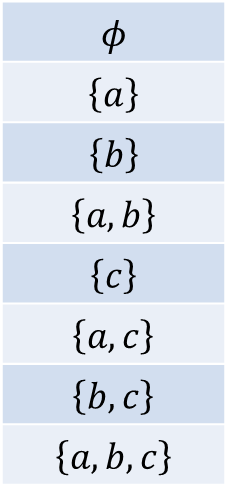 ϕ
{a}
{b}
{a, b}
{c}
{a, c}
{b, c}
{a, b, c}